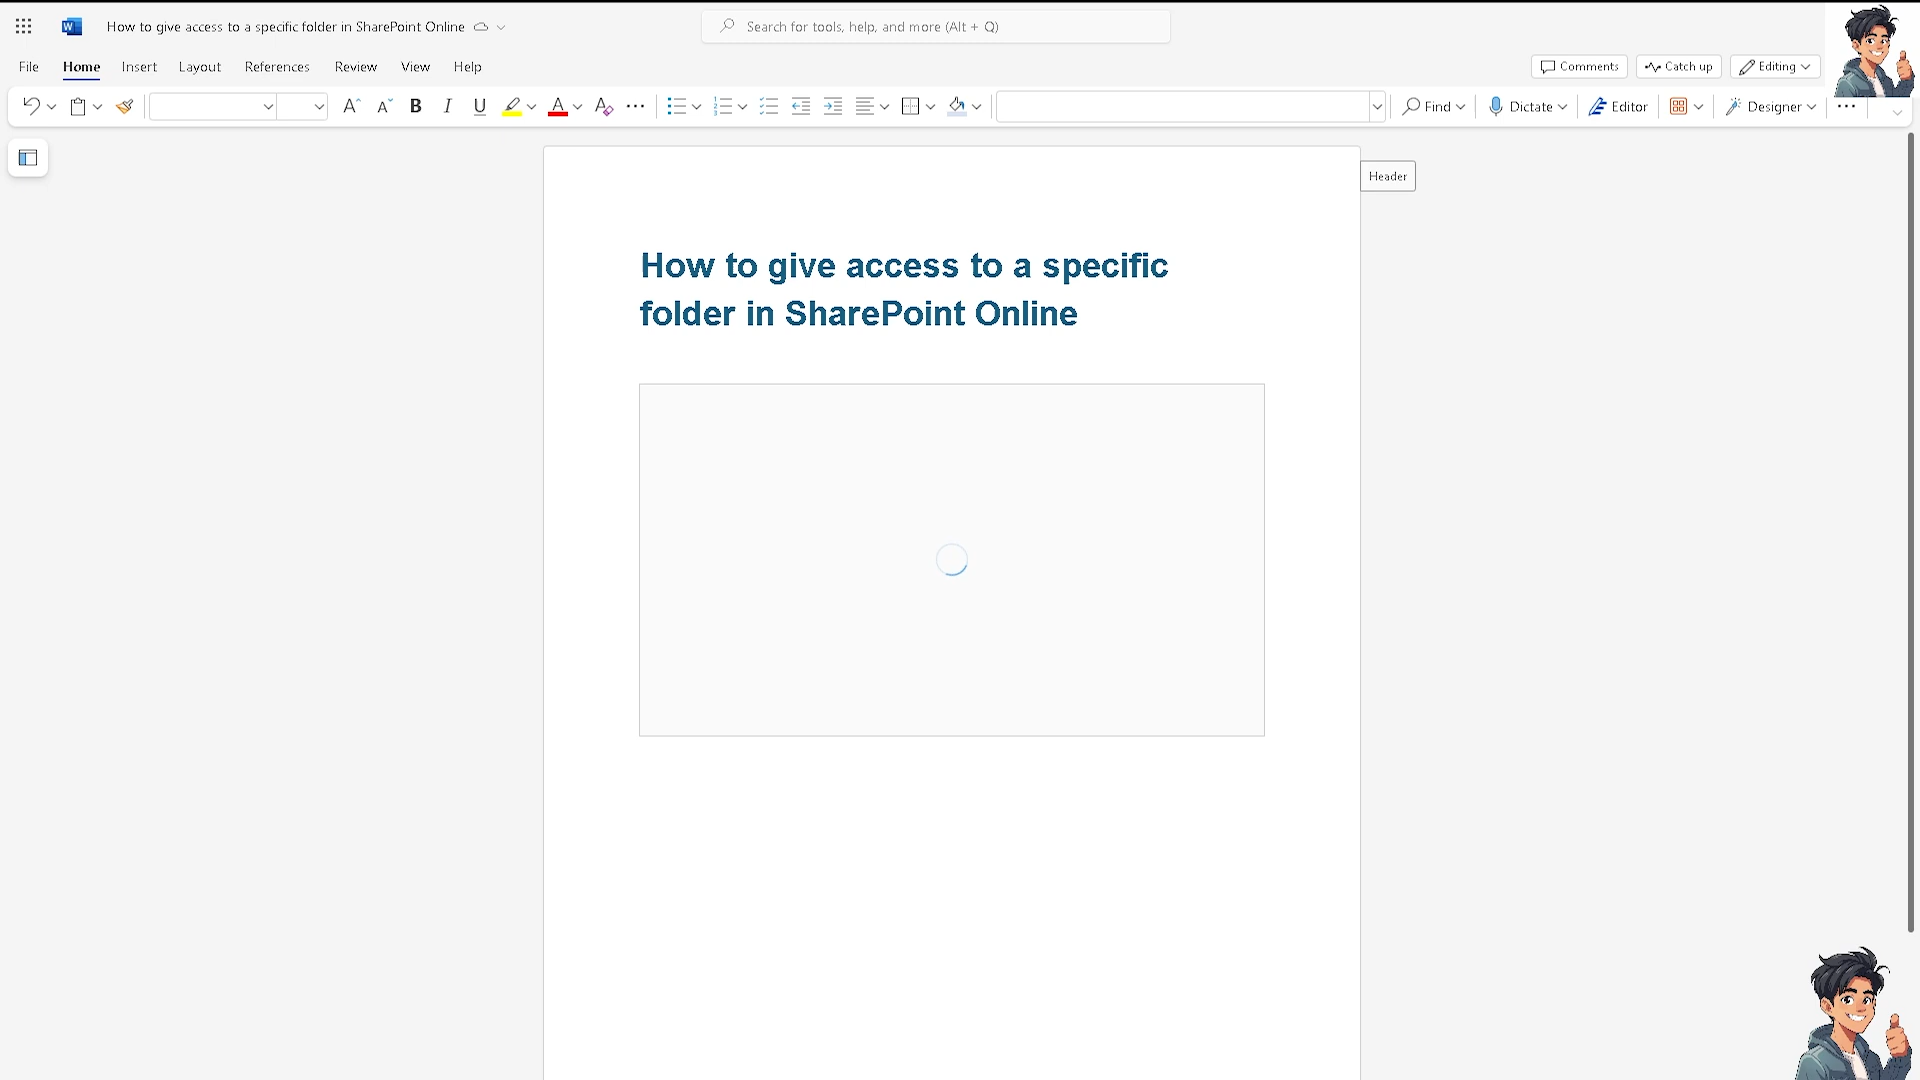 How to give access to a specific folder in SharePoint Online
Search for tools, help, and more (Alt + Q)
File Home Insert Layout References Review View Help
Comments Catch up Editing
B I U A Find Dictate Editor Designer
Header
How to give access to a specific
folder in SharePoint Online